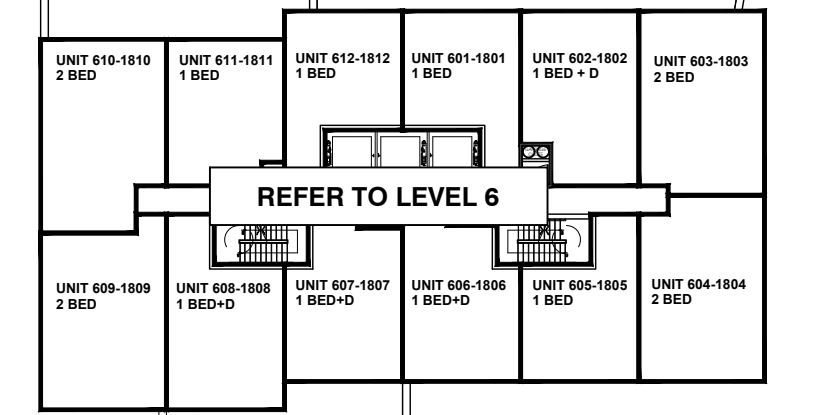 UNIT 610-1810
2 BED
UNIT 611-1811
1 BED
UNIT 612-1812
1 BED
UNIT 601-1801
1 BED
UNIT 602-1802
1 BED + D
UNIT 603-1803
2 BED
REFER TO LEVEL 6
UNIT 609-1809
2 BED
UNIT 608-1808
1 BED+D
UNIT 607-1807
1 BED+D
UNIT 606-1806
1 BED+D
UNIT 605-1805
1 BED
UNIT 604-1804
2 BED